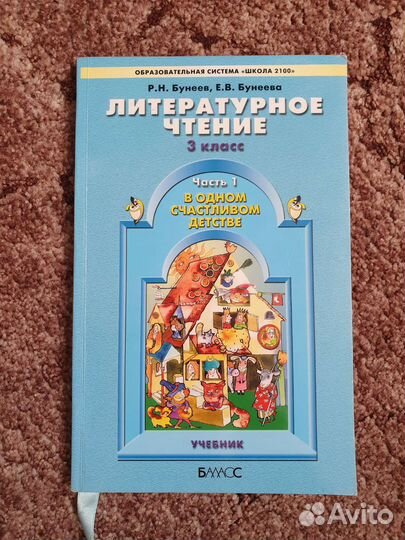 ОБРАЗОВАТЕЛЬНАЯ СИСТЕМА «ШКОЛА 2100»
Р.Н. Бунеев, Е.В. Бунеева
ЛИТЕРАТУРНОЕ
ЧТЕНИЕ
3 класс
Часть 1
В ОДНОМ
СЧАСТЛИВОМ
ДЕТСТВЕ
УЧЕБНИК
БАЛАСС
Avito